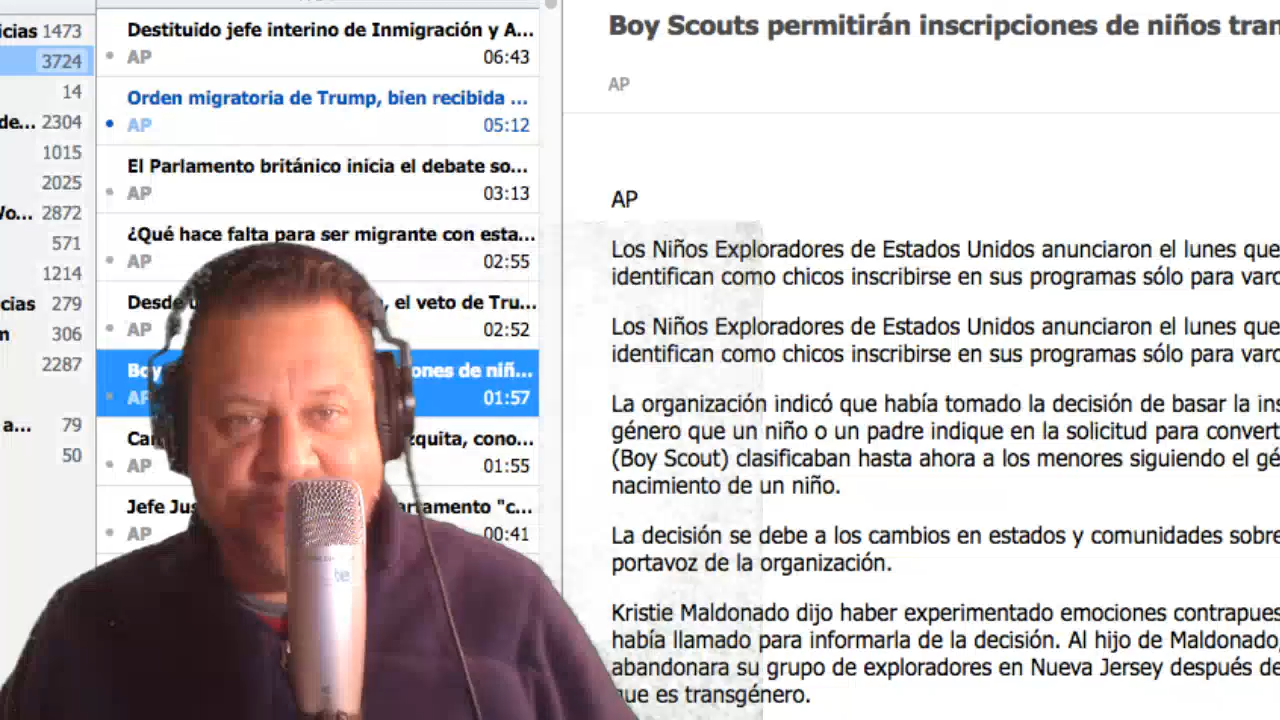 icias 1473
3724
14
de... 2304
1015
2025
Wo... 2872
571
1214
cias 279
m 306
2287
a... 79
50
Destituido jefe interino de Inmigración y A...
AP 06:43
Orden migratoria de Trump, bien recibida ...
AP 05:12
El Parlamento británico inicia el debate so...
AP 03:13
¿Qué hace falta para ser migrante con esta...
AP 02:55
Desde , el veto de Tru...
AP 02:52
Boy ones de niñ...
AP 01:57
zquita, cono...
AP 01:55
Jefe Jus artamento "c...
AP 00:41
Boy Scouts permitirán inscripciones de niños tran
AP
AP
Los Niños Exploradores de Estados Unidos anunciaron el lunes que
identifican como chicos inscribirse en sus programas sólo para varo
Los Niños Exploradores de Estados Unidos anunciaron el lunes que
identifican como chicos inscribirse en sus programas sólo para varo
La organización indicó que había tomado la decisión de basar la ins
género que un niño o un padre indique en la solicitud para convert
(Boy Scout) clasificaban hasta ahora a los menores siguiendo el gé
nacimiento de un niño.
La decisión se debe a los cambios en estados y comunidades sobre
portavoz de la organización.
Kristie Maldonado dijo haber experimentado emociones contrapues
había llamado para informarla de la decisión. Al hijo de Maldonado,
abandonara su grupo de exploradores en Nueva Jersey después de
que es transgénero.